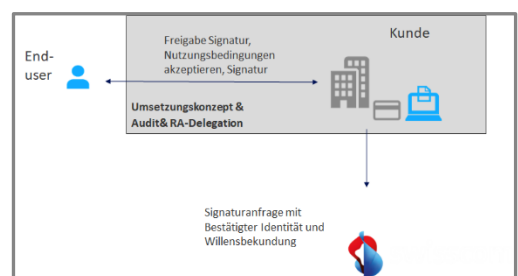 Kunde
End-
user
Freigabe Signatur,
Nutzungsbedingungen
akzeptieren, Signatur
Umsetzungskonzept &
Audit& RA-Delegation
Signaturanfrage mit
Bestätigter Identität und
Willensbekundung